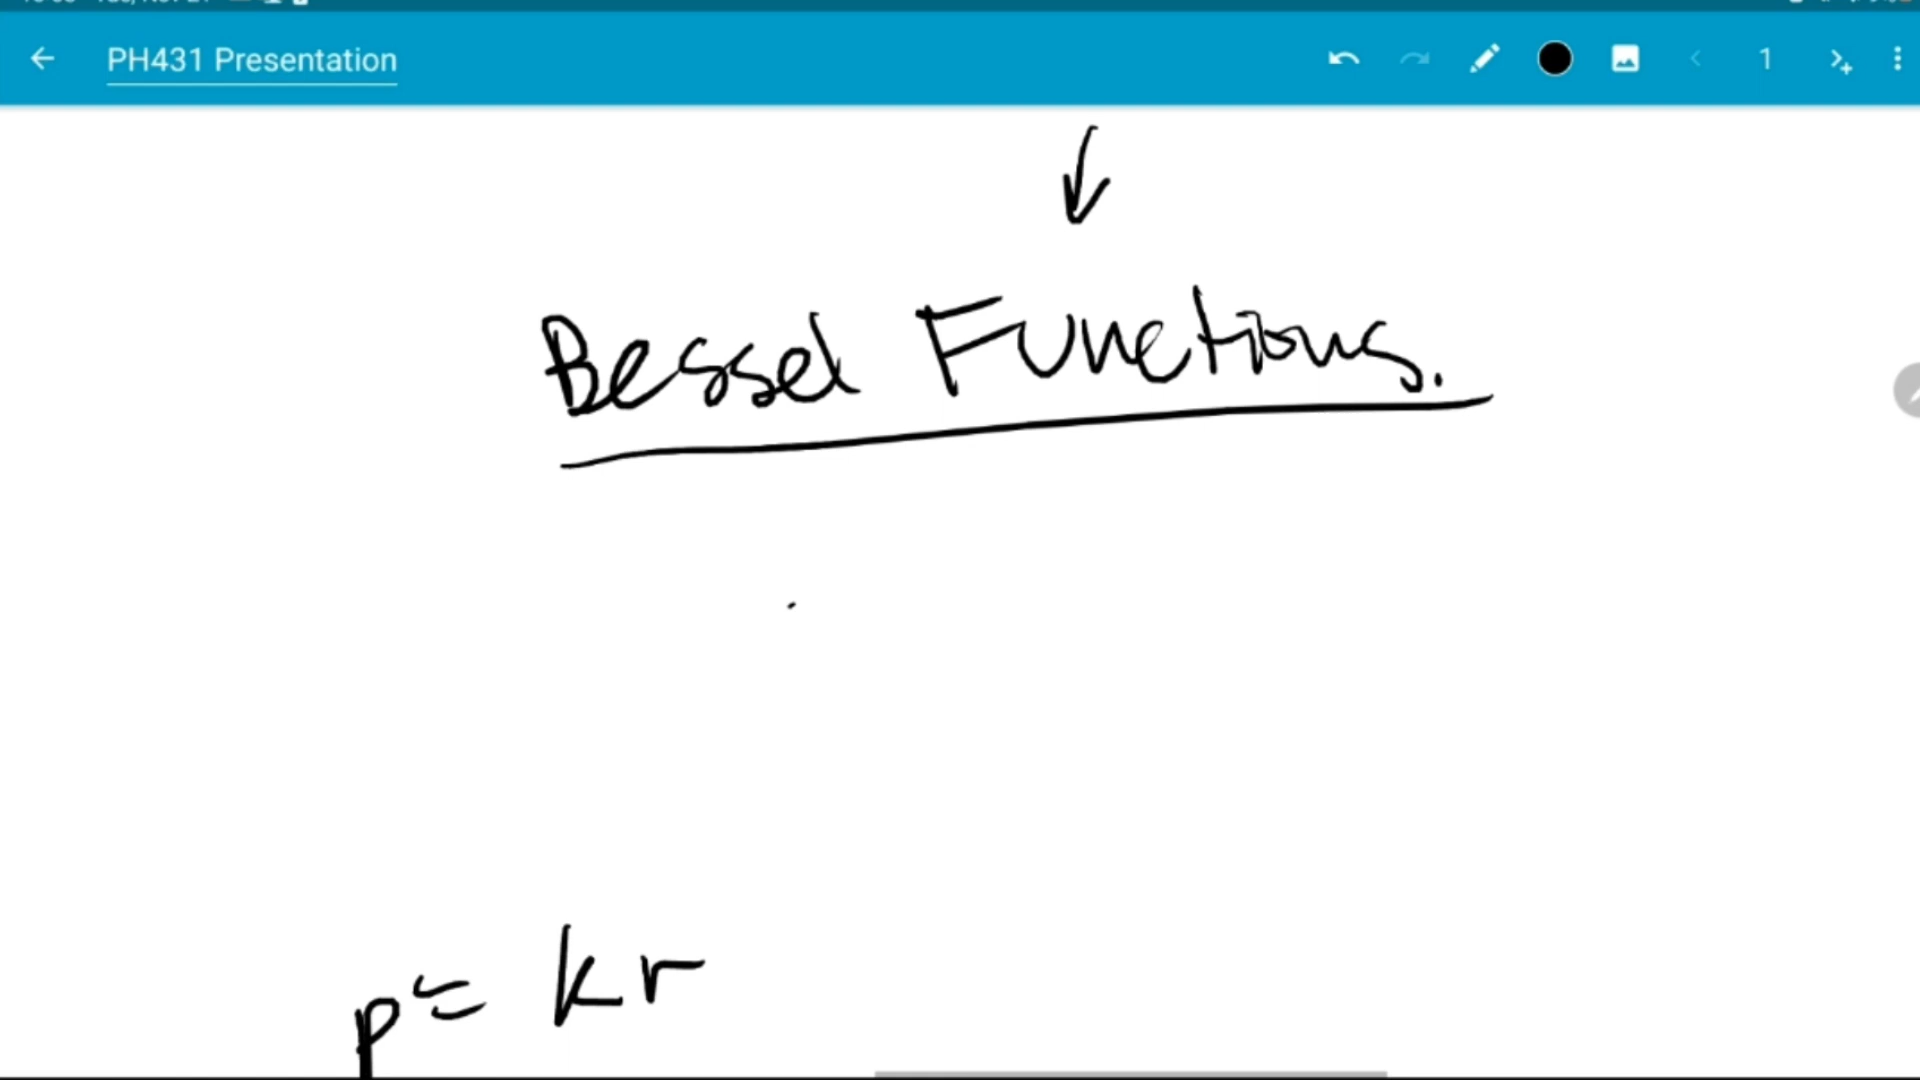 PH431 Presentation
1
Bessel Functions.
ρ = kr